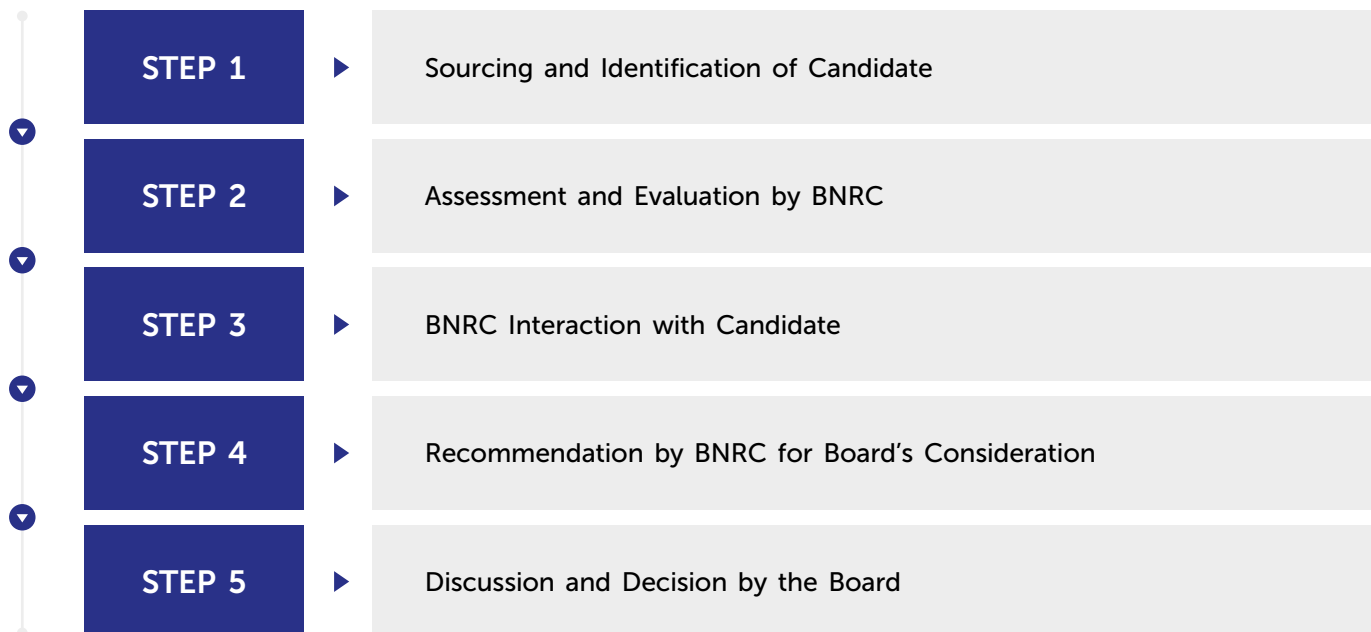 STEP 1
Sourcing and Identification of Candidate
STEP 2
Assessment and Evaluation by BNRC
STEP 3
BNRC Interaction with Candidate
STEP 4
Recommendation by BNRC for Board’s Consideration
STEP 5
Discussion and Decision by the Board